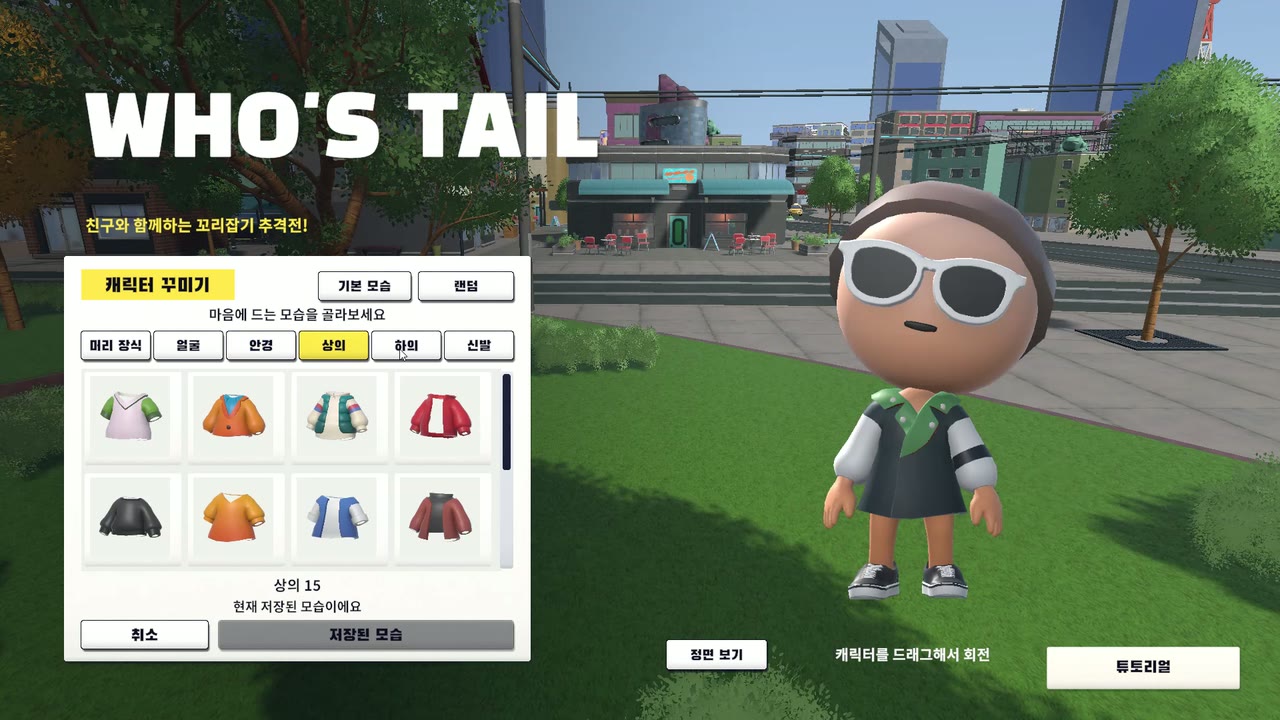 WHO'S TAIL
친구와 함께하는 꼬리잡기 추격전!
캐릭터 꾸미기
기본 모습
랜덤
마음에 드는 모습을 골라보세요
머리 장식
얼굴
안경
상의
하의
신발
상의 15
현재 저장된 모습이에요
취소
저장된 모습
정면 보기
캐릭터를 드래그해서 회전
튜토리얼